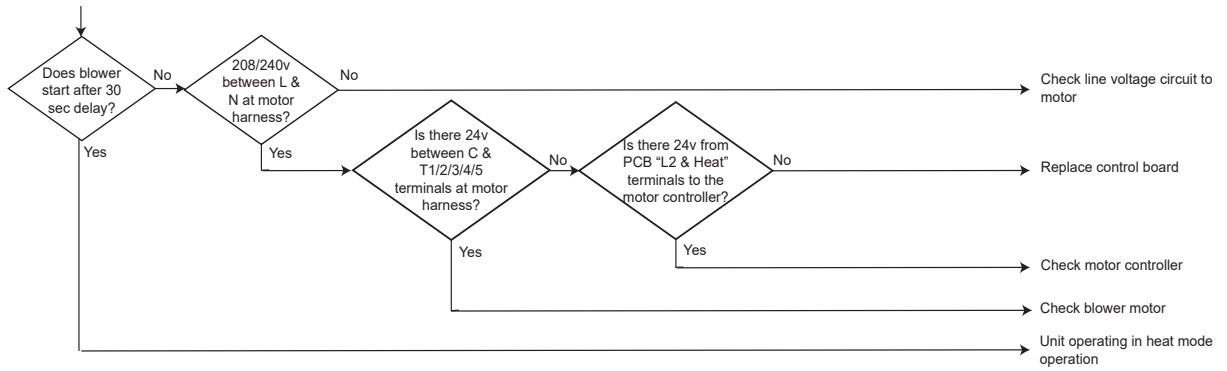 Does blower
start after 30
sec delay?
No
Yes
208/240v
between L &
N at motor
harness?
No
Yes
Is there 24v
between C &
T1/2/3/4/5
terminals at motor
harness?
No
Yes
Is there 24v from
PCB “L2 & Heat”
terminals to the
motor controller?
No
Yes
Check line voltage circuit to
motor
Replace control board
Check motor controller
Check blower motor
Unit operating in heat mode
operation